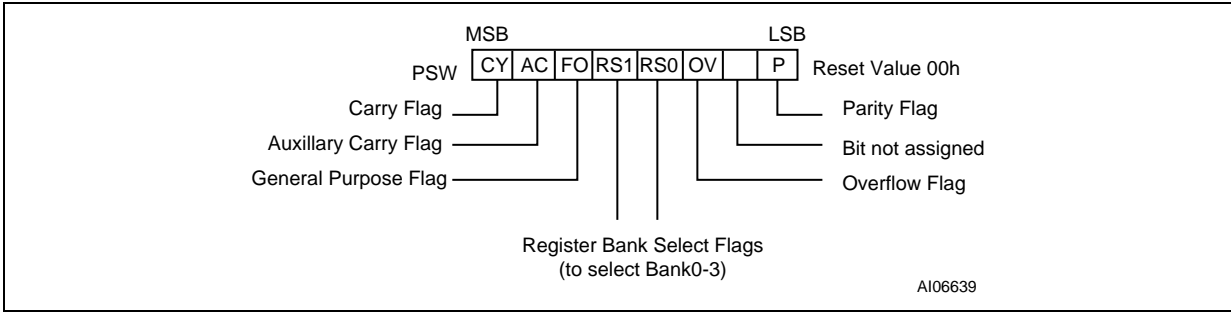 MSB LSB
PSW CY AC FO RS1 RS0 OV P Reset Value 00h
Carry Flag Parity Flag
Auxillary Carry Flag Bit not assigned
General Purpose Flag Overflow Flag
Register Bank Select Flags
(to select Bank0-3)
AI06639